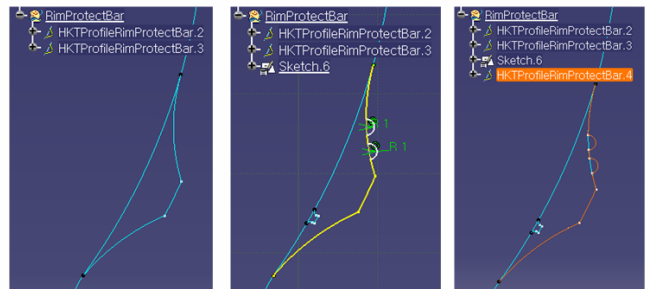 RimProtectBar
HKTProfileRimProtectBar.2
HKTProfileRimProtectBar.3
RimProtectBar
HKTProfileRimProtectBar.2
HKTProfileRimProtectBar.3
Sketch.6
R 1
R 1
RimProtectBar
HKTProfileRimProtectBar.2
HKTProfileRimProtectBar.3
Sketch.6
HKTProfileRimProtectBar.4